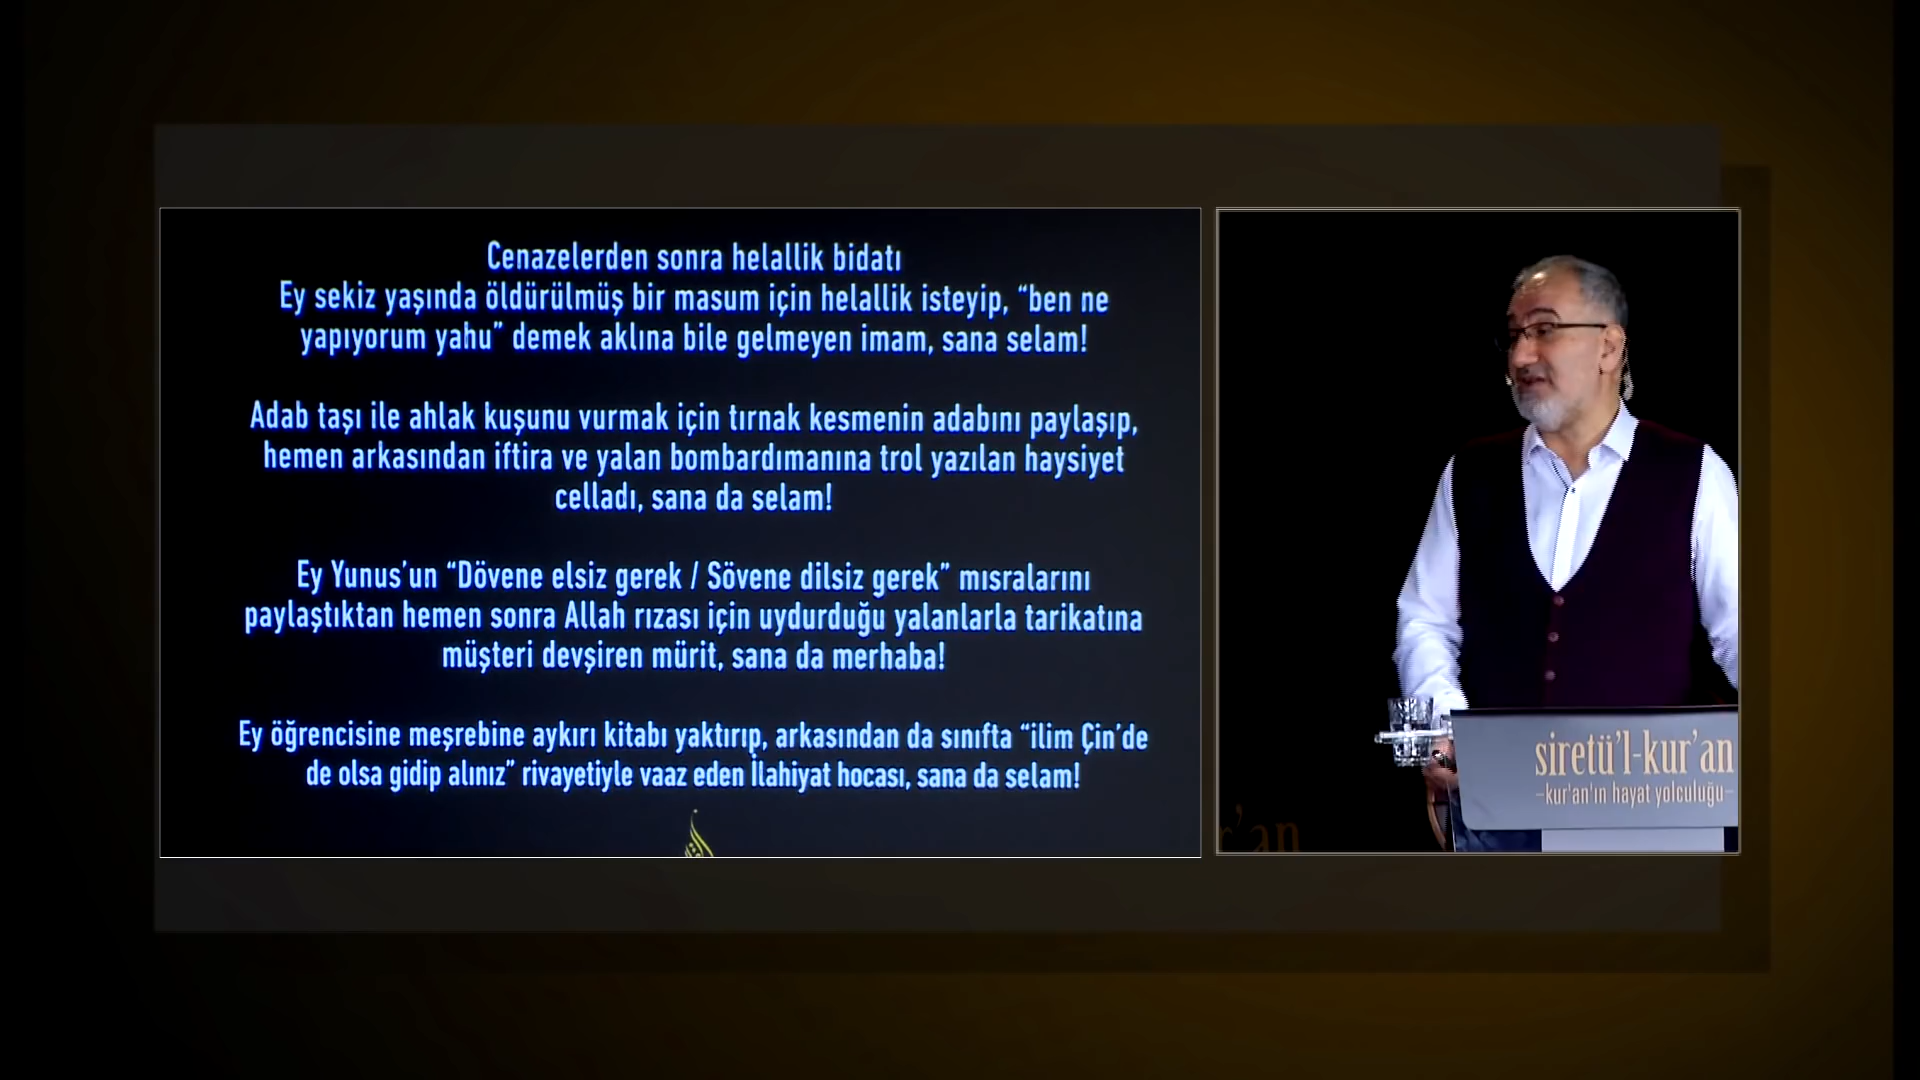 Cenazelerden sonra helallik bidatı
Ey sekiz yaşında öldürülmüş bir masum için helallik isteyip, “ben ne
yapıyorum yahu” demek aklına bile gelmeyen imam, sana selam!
Adab taşı ile ahlak kuşunu vurmak için tırnak kesmenin adabını paylaşıp,
hemen arkasından iftira ve yalan bombardımanına trol yazılan haysiyet
celladı, sana da selam!
Ey Yunus’un “Dövene elsiz gerek / Sövene dilsiz gerek” mısralarını
paylaştıktan hemen sonra Allah rızası için uydurduğu yalanlarla tarikatına
müşteri devşiren mürit, sana da merhaba!
Ey öğrencisine meşrebine aykırı kitabı yaktırıp, arkasından da sınıfta “ilim Çin’de
de olsa gidip alınız” rivayetiyle vaaz eden İlahiyat hocası, sana da selam!
siretü’l-kur’an
–kur'an'ın hayat yolculuğu–
r’an